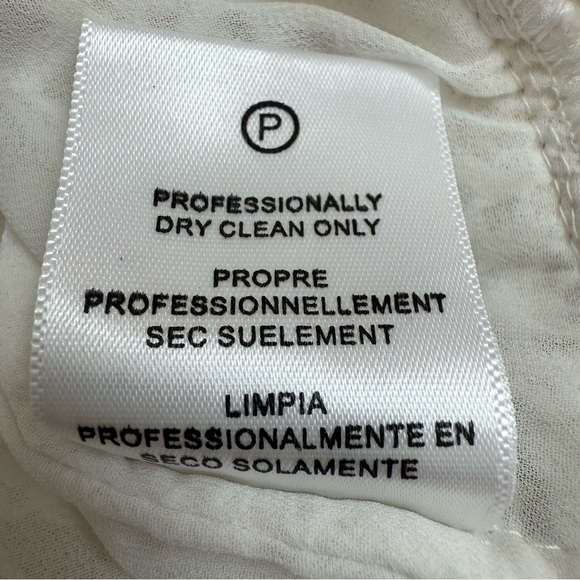 P
PROFESSIONALLY
DRY CLEAN ONLY
PROPRE
PROFESSIONNELLEMENT
SEC SUELEMENT
LIMPIA
PROFESSIONALMENTE EN
SECO SOLAMENTE